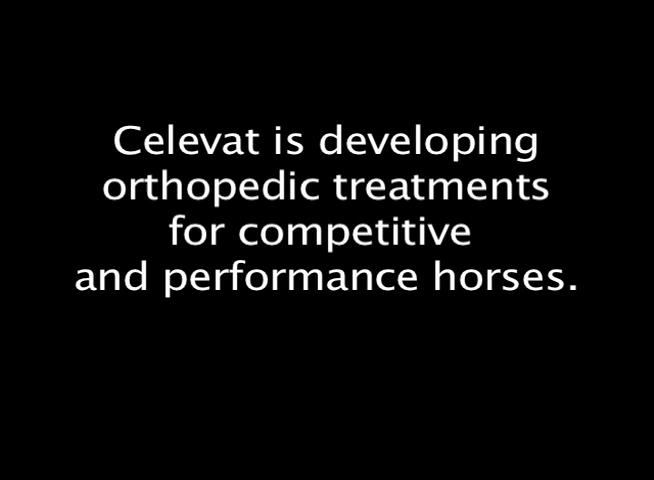 Celevat is developing
orthopedic treatments
for competitive
and performance horses.